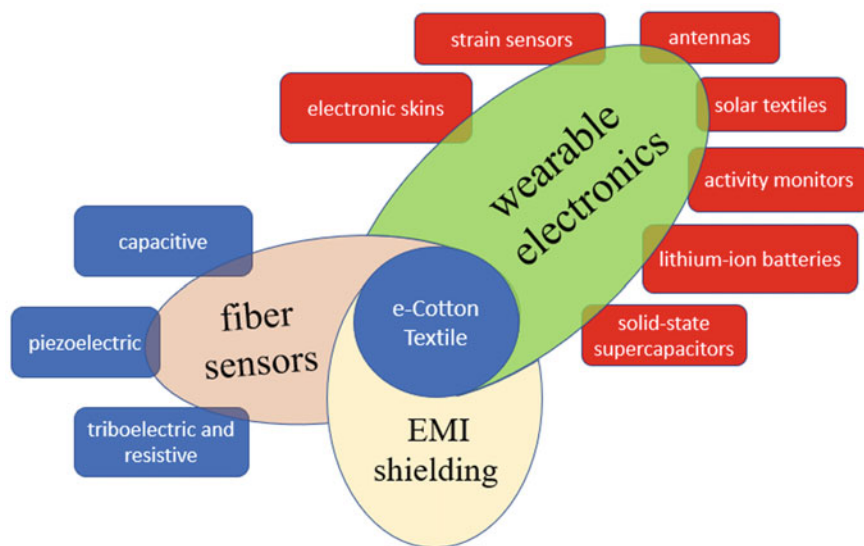 strain sensors
antennas
electronic skins
solar textiles
wearable
electronics
activity monitors
capacitive
lithium-ion batteries
fiber
sensors
e-Cotton
Textile
piezoelectric
solid-state
supercapacitors
triboelectric and
resistive
EMI
shielding